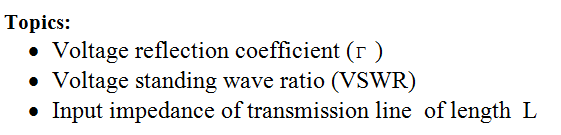 Topics:
• Voltage reflection coefficient (Γ )
• Voltage standing wave ratio (VSWR)
• Input impedance of transmission line of length L